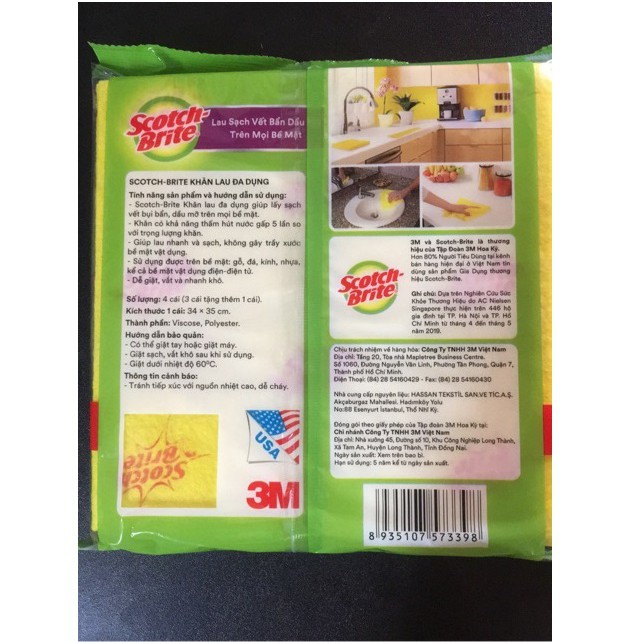 Scotch-
Brite
Lau Sạch Vết Bẩn Dầu
Trên Mọi Bề Mặt
SCOTCH-BRITE KHĂN LAU ĐA DỤNG
Tính năng sản phẩm và hướng dẫn sử dụng:
- Scotch-Brite Khăn lau đa dụng giúp lấy sạch
vết bụi bẩn, dầu mỡ trên mọi bề mặt.
- Khăn có khả năng thấm hút nước gấp 5 lần so
với trọng lượng khăn.
- Giúp lau nhanh và sạch, không gây trầy xước
bề mặt vật dụng.
- Sử dụng được trên bề mặt: gỗ, đá, kính, nhựa,
kể cả bề mặt vật dụng điện-điện tử.
- Dễ giặt, vắt và nhanh khô.
Số lượng: 4 cái (3 cái tặng thêm 1 cái).
Kích thước 1 cái: 34 × 35 cm.
Thành phần: Viscose, Polyester.
Hướng dẫn bảo quản:
- Có thể giặt tay hoặc giặt máy.
- Giặt sạch, vắt khô sau khi sử dụng.
- Giặt dưới nhiệt độ 60°C.
Thông tin cảnh báo:
- Tránh tiếp xúc với nguồn nhiệt cao, dễ cháy.
Scotch
Brite
USA
3M
Scotch-
Brite
3M và Scotch-Brite là thương
hiệu của Tập Đoàn 3M Hoa Kỳ.
Hơn 80% Người Tiêu Dùng tại kênh
bán hàng hiện đại ở Việt Nam tin
dùng sản phẩm Gia Dụng thương
hiệu Scotch-Brite.
Ghi chú: Dựa trên Nghiên Cứu Sức
Khỏe Thương Hiệu do AC Nielsen
Singapore thực hiện trên 446 hộ
gia đình tại TP. Hà Nội và TP. Hồ
Chí Minh từ tháng 4 đến tháng 5
năm 2019.
Chịu trách nhiệm về hàng hóa: Công Ty TNHH 3M Việt Nam
Địa chỉ: Tầng 20, Tòa nhà Mapletree Business Centre.
Số 1060, Đường Nguyễn Văn Linh, Phường Tân Phong, Quận 7,
Thành phố Hồ Chí Minh.
Điện Thoại: (84) 28 54160429 - Fax: (84) 28 54160430
Nhà cung cấp nguyên liệu: HASSAN TEKSTİL SAN.VE TİC.A.Ş.
Akçaburgaz Mahallesi. Hadımköy Yolu
No:88 Esenyurt İstanbul, Thổ Nhĩ Kỳ.
Đóng gói theo giấy phép của Tập đoàn 3M Hoa Kỳ tại:
Chi nhánh Công Ty TNHH 3M Việt Nam
Địa chỉ: Nhà xưởng 45, Đường số 10, Khu Công Nghiệp Long Thành,
Xã Tam An, Huyện Long Thành, Tỉnh Đồng Nai.
Ngày sản xuất: Xem trên bao bì.
Hạn sử dụng: 5 năm kể từ ngày sản xuất.
8 935107 573398